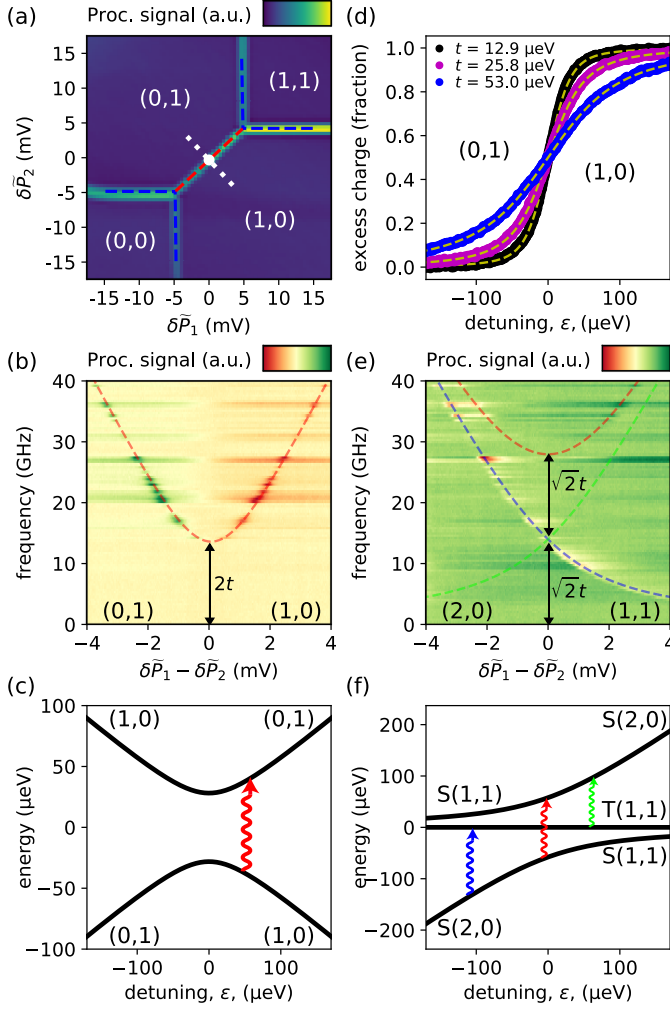 (a) Proc. signal (a.u.)
15
10
5
0
−5
−10
−15
δP̃₂ (mV)
(0,1)
(1,1)
(0,0)
(1,0)
−15 −10 −5 0 5 10 15
δP̃₁ (mV)
(d)
1.0
0.8
0.6
0.4
0.2
0.0
excess charge (fraction)
t = 12.9 μeV
t = 25.8 μeV
t = 53.0 μeV
(0,1)
(1,0)
−100 0 100
detuning, ε, (μeV)
(b) Proc. signal (a.u.)
40
30
20
10
0
frequency (GHz)
2t
(0,1) (1,0)
−4 −2 0 2 4
δP̃₁ − δP̃₂ (mV)
(e) Proc. signal (a.u.)
40
30
20
10
0
frequency (GHz)
√2t
√2t
(2,0) (1,1)
−4 −2 0 2 4
δP̃₁ − δP̃₂ (mV)
(c)
100
50
0
−50
−100
energy (μeV)
(1,0) (0,1)
(0,1) (1,0)
−100 0 100
detuning, ε, (μeV)
(f)
200
100
0
−100
−200
energy (μeV)
S(2,0)
S(1,1)
T(1,1)
S(1,1)
S(2,0)
−100 0 100
detuning, ε, (μeV)